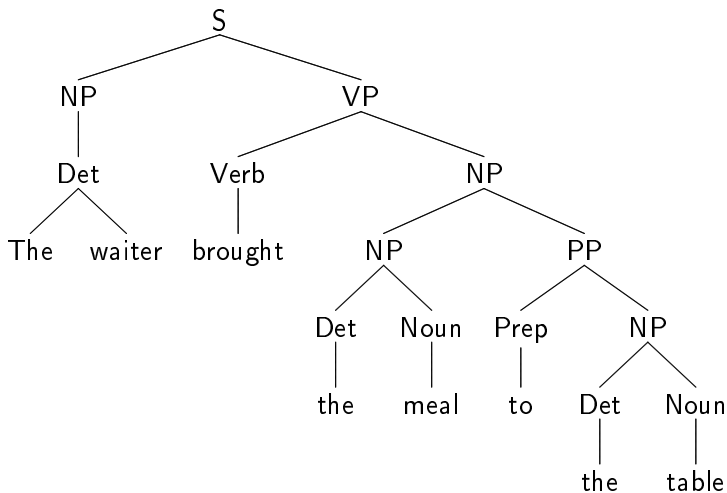 S
NP VP
Det Verb NP
The waiter brought NP PP
Det Noun Prep NP
the meal to Det Noun
the table